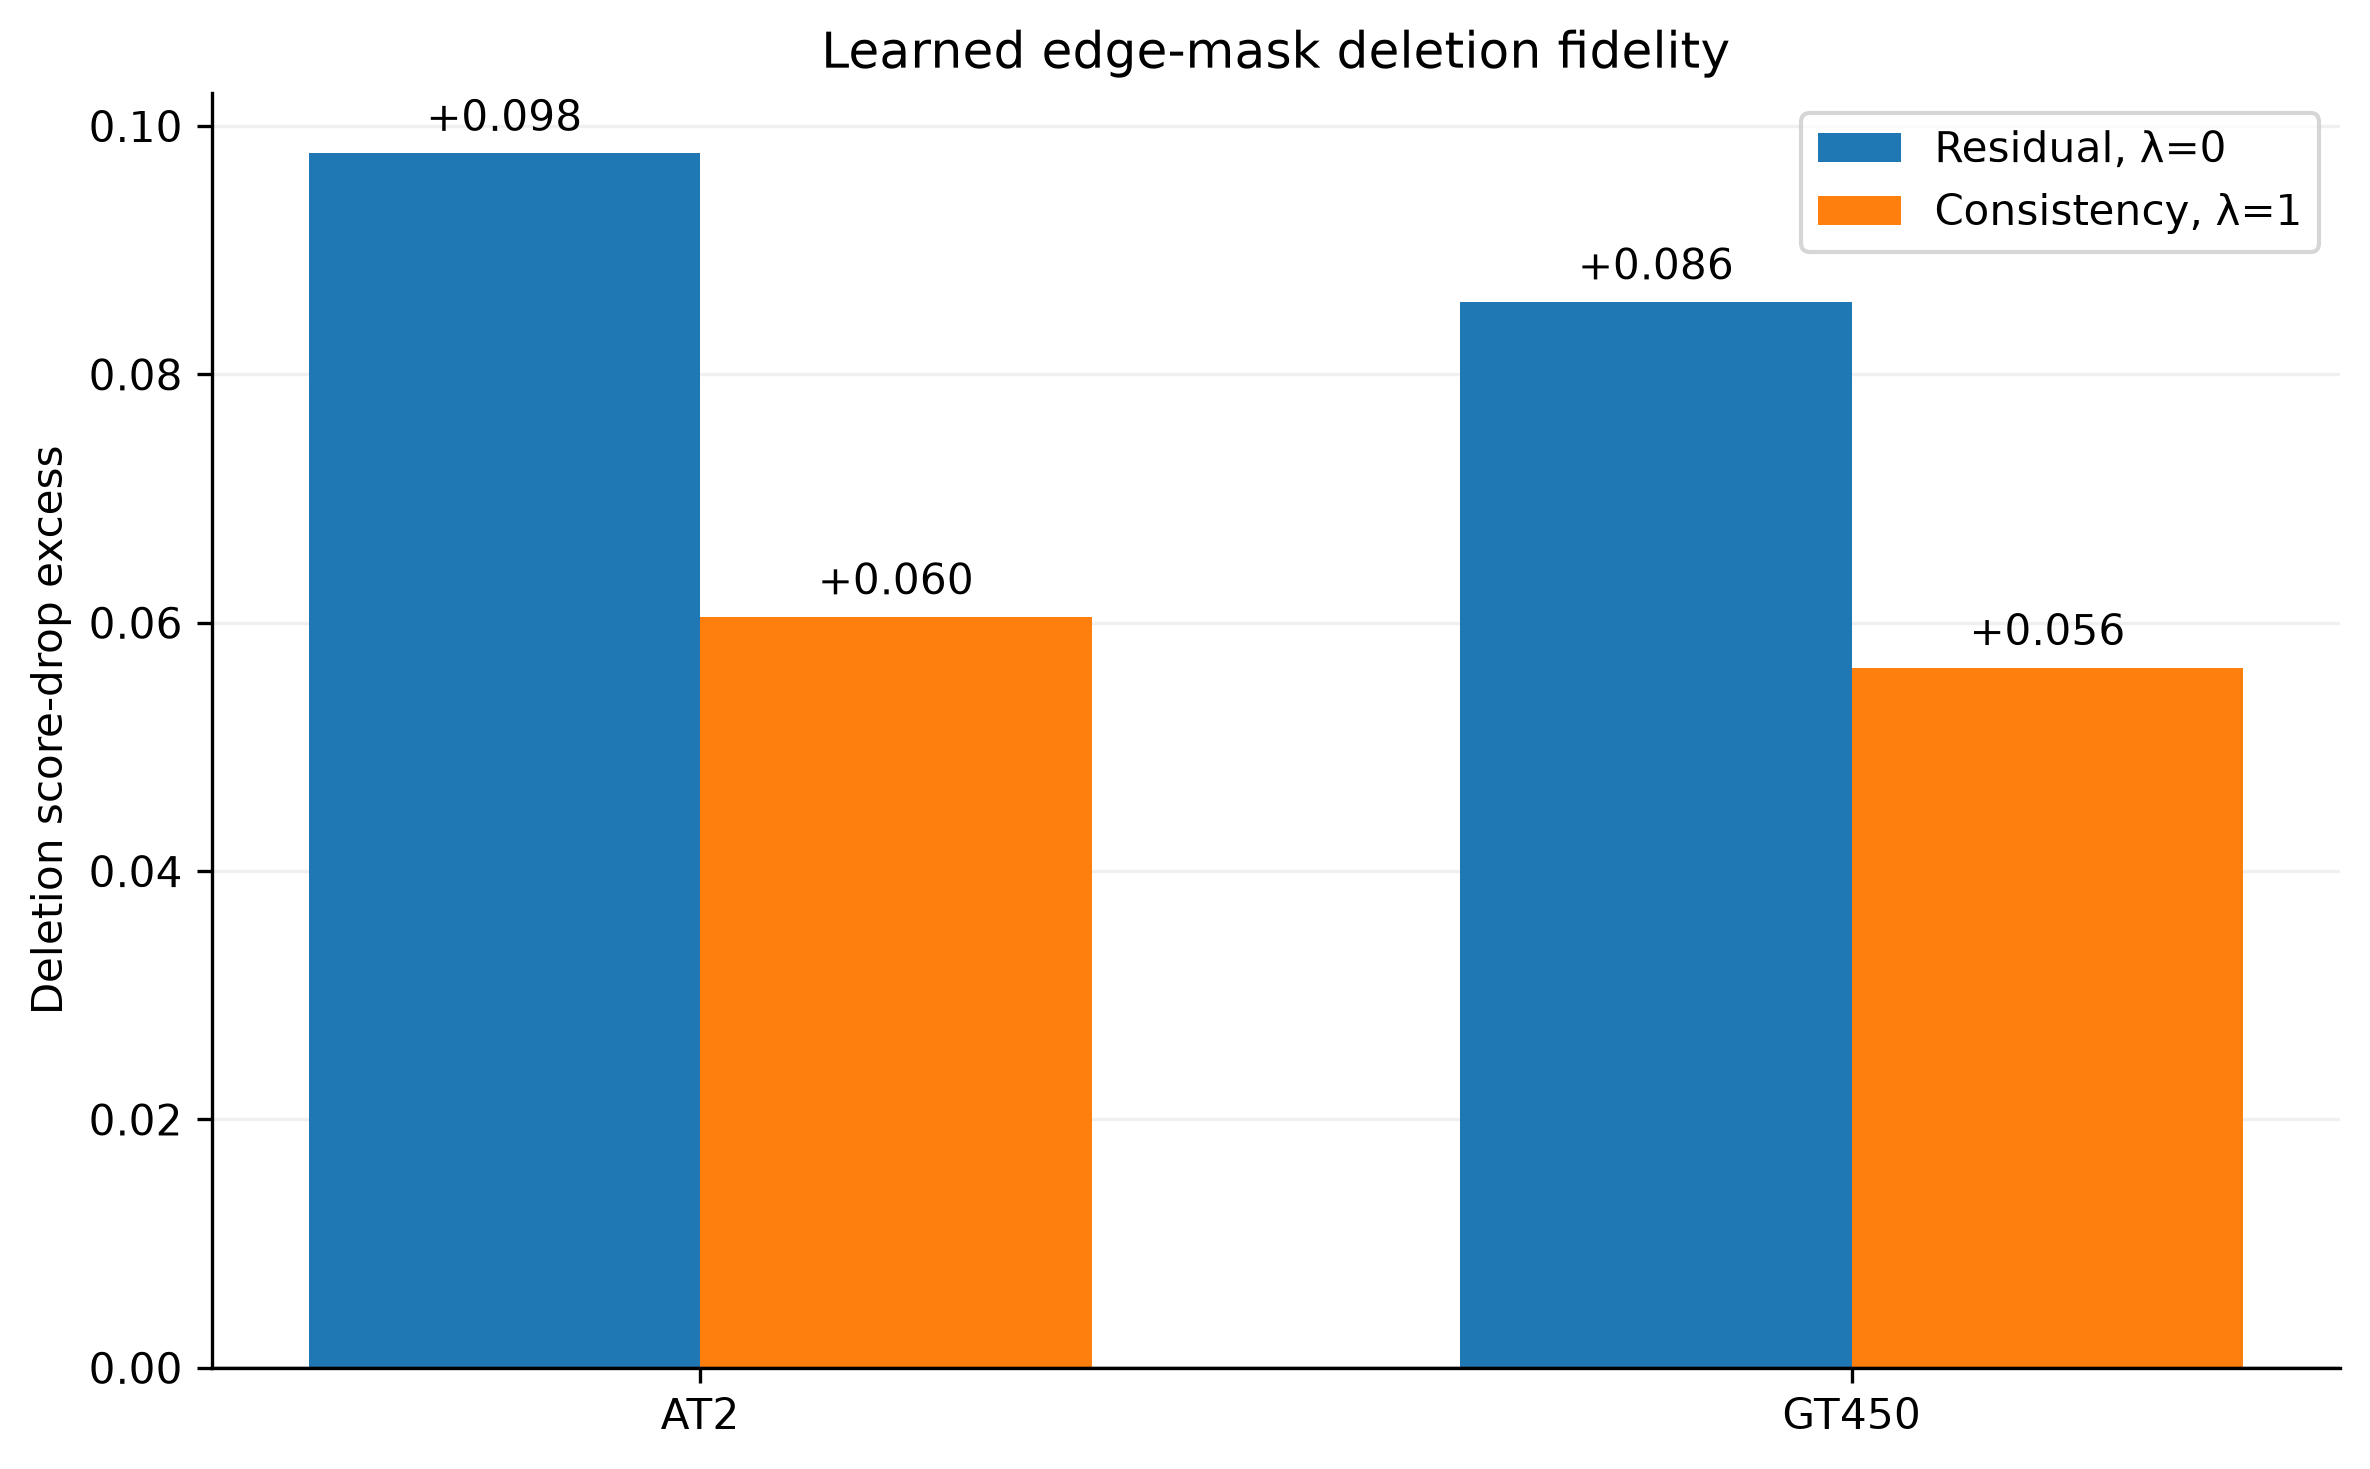 Learned edge-mask deletion fidelity
Deletion score-drop excess
0.10
0.08
0.06
0.04
0.02
0.00
+0.098
+0.060
+0.086
+0.056
Residual, λ=0
Consistency, λ=1
AT2
GT450